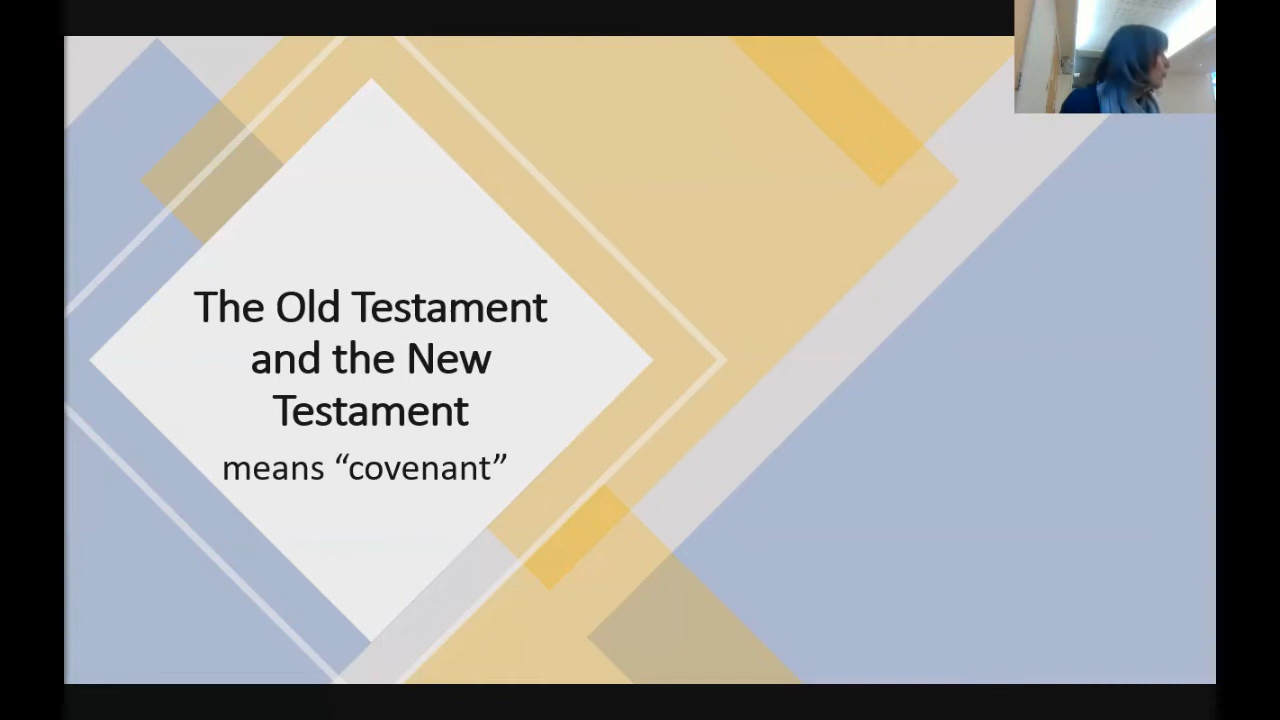 The Old Testament
and the New
Testament
means “covenant”